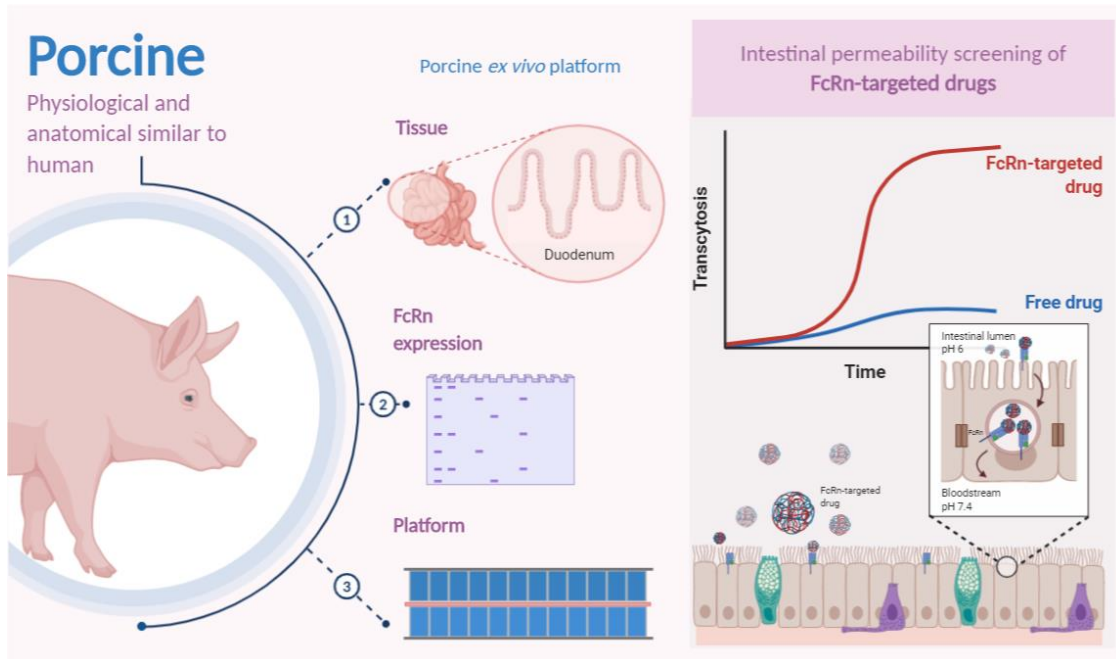 Porcine
Physiological and
anatomical similar to
human
Porcine ex vivo platform
1
Tissue
Duodenum
2
FcRn
expression
3
Platform
Intestinal permeability screening of
FcRn-targeted drugs
Transcytosis
FcRn-targeted
drug
Free drug
Time
Intestinal lumen
pH 6
FcRn
Bloodstream
pH 7.4
FcRn-targeted
drug